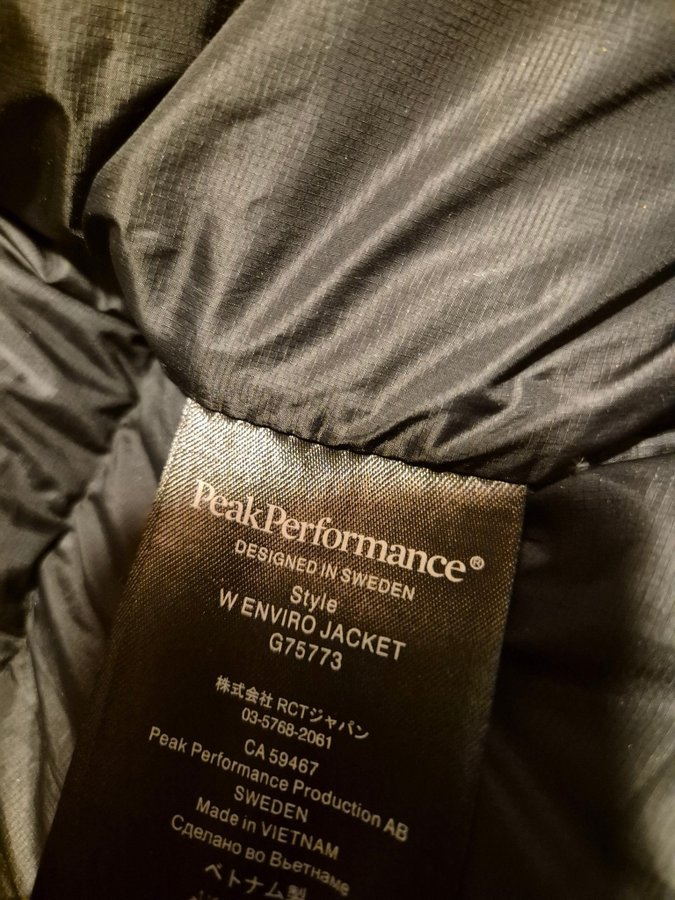 PeakPerformance®
DESIGNED IN SWEDEN
Style
W ENVIRO JACKET
G75773
株式会社 RCTジャパン
03-5768-2061
CA 59467
Peak Performance Production AB
SWEDEN
Made in VIETNAM
Сделано во Вьетнаме
ベトナム製